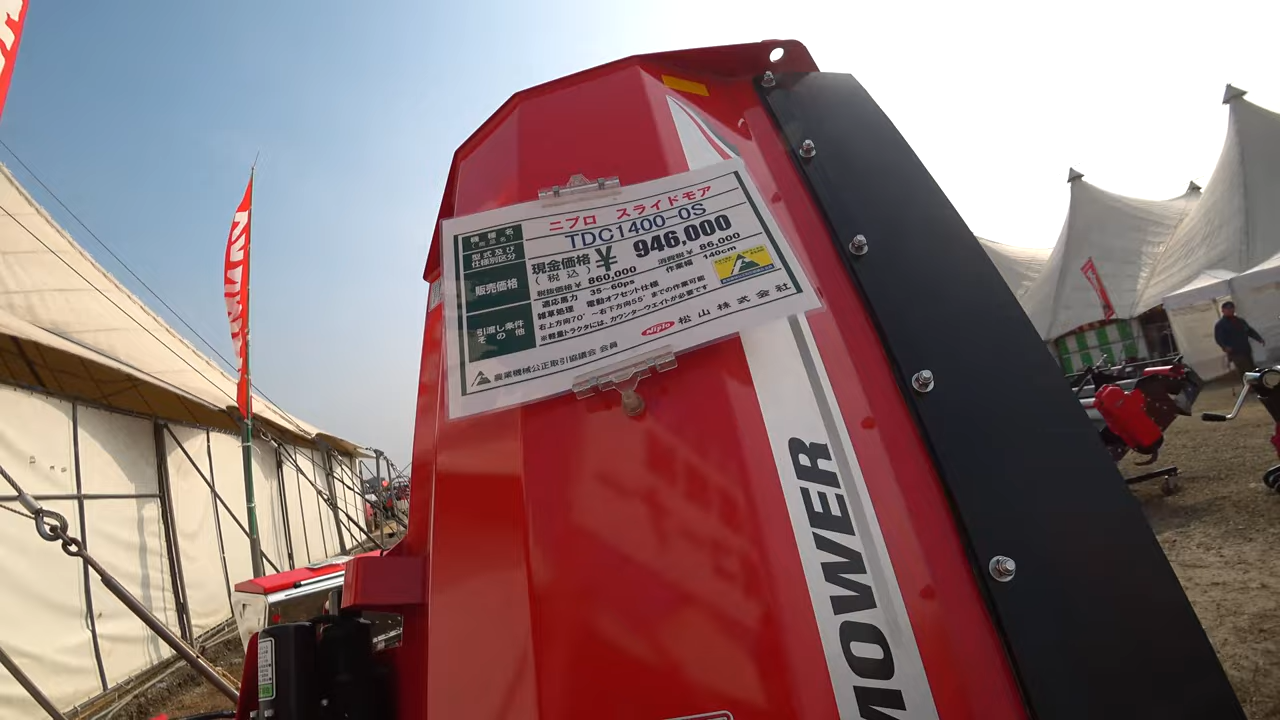 機種名
(商品名)
ニプロ スライドモア
型式及び
仕様別区分
TDC1400-0S
販売価格
現金価格
(税込)
¥ 946,000
税抜価格¥ 860,000
消費税¥ 86,000
引渡し条件
その他
適応馬力 35～60ps
作業幅 140cm
雑草処理 電動オフセット仕様
右上方向70°－右下方向55°までの作業可能
※軽量トラクタには、カウンターウエイトが必要です
Niplo 松山株式会社
農業機械公正取引協議会 会員
MOWER